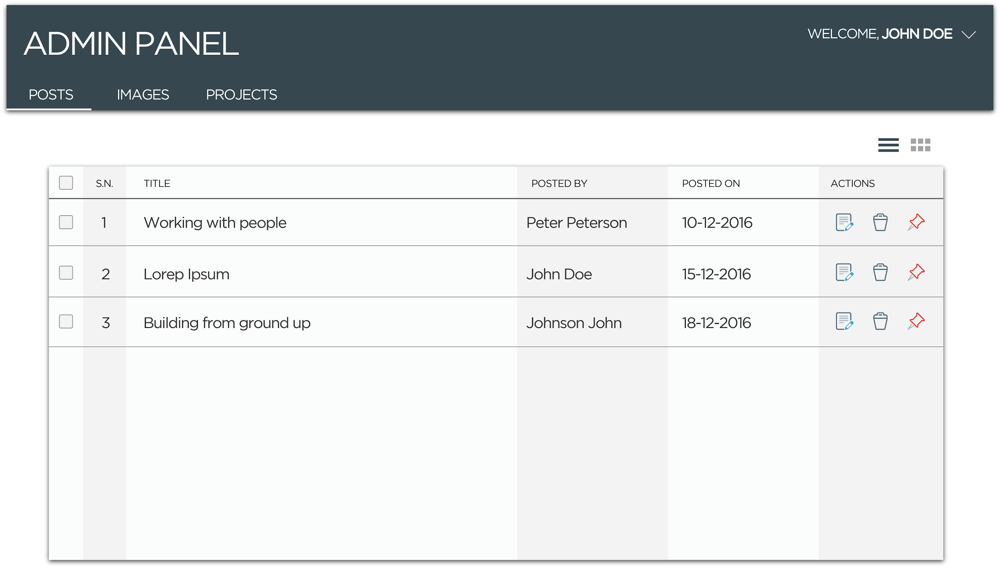 ADMIN PANEL
WELCOME, JOHN DOE
POSTS IMAGES PROJECTS
S.N. TITLE POSTED BY POSTED ON ACTIONS
1 Working with people Peter Peterson 10-12-2016
2 Lorep Ipsum John Doe 15-12-2016
3 Building from ground up Johnson John 18-12-2016